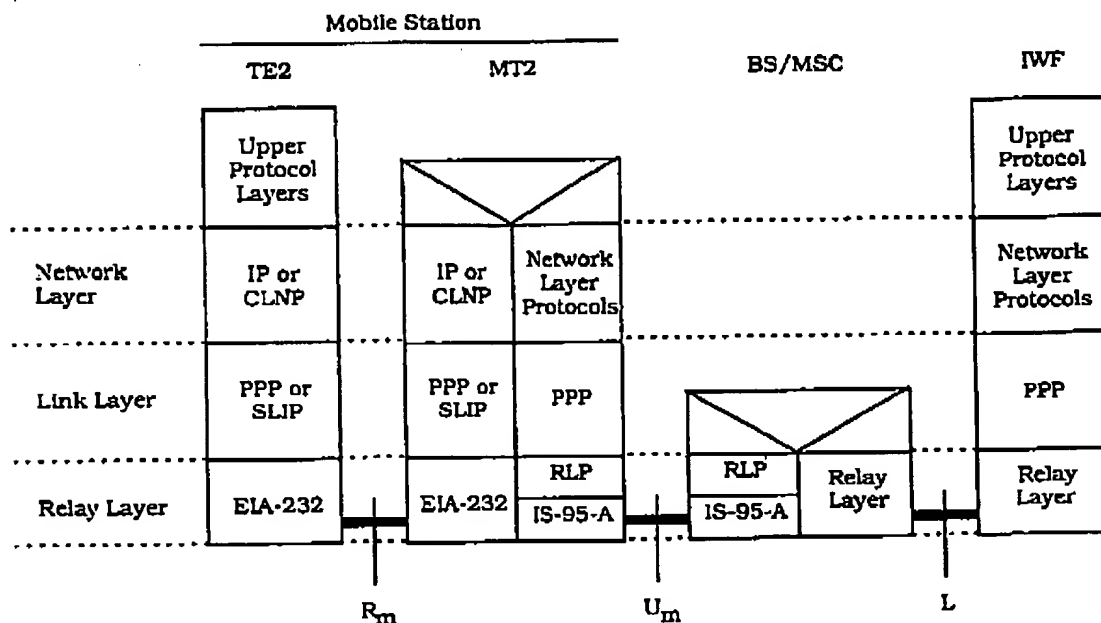 Mobile Station
TE2
MT2
BS/MSC
IWF
Upper
Protocol
Layers
Upper
Protocol
Layers
Network
Layer
IP or
CLNP
IP or
CLNP
Network
Layer
Protocols
Network
Layer
Protocols
Link Layer
PPP or
SLIP
PPP or
SLIP
PPP
PPP
Relay Layer
EIA-232
EIA-232
RLP
IS-95-A
RLP
IS-95-A
Relay
Layer
Relay
Layer
Rm
Um
L